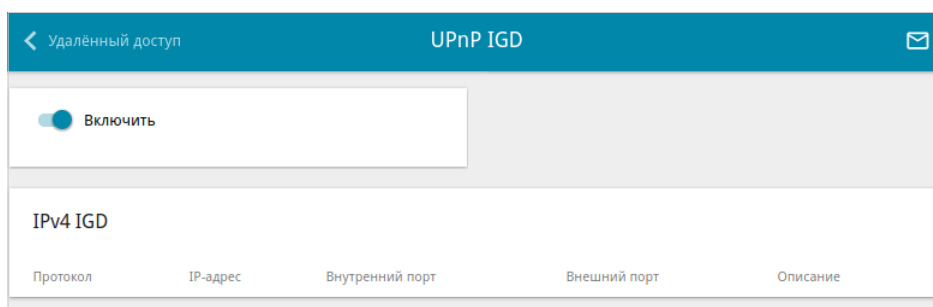 Удалённый доступ UPnP IGD
Включить
IPv4 IGD
Протокол IP-адрес Внутренний порт Внешний порт Описание